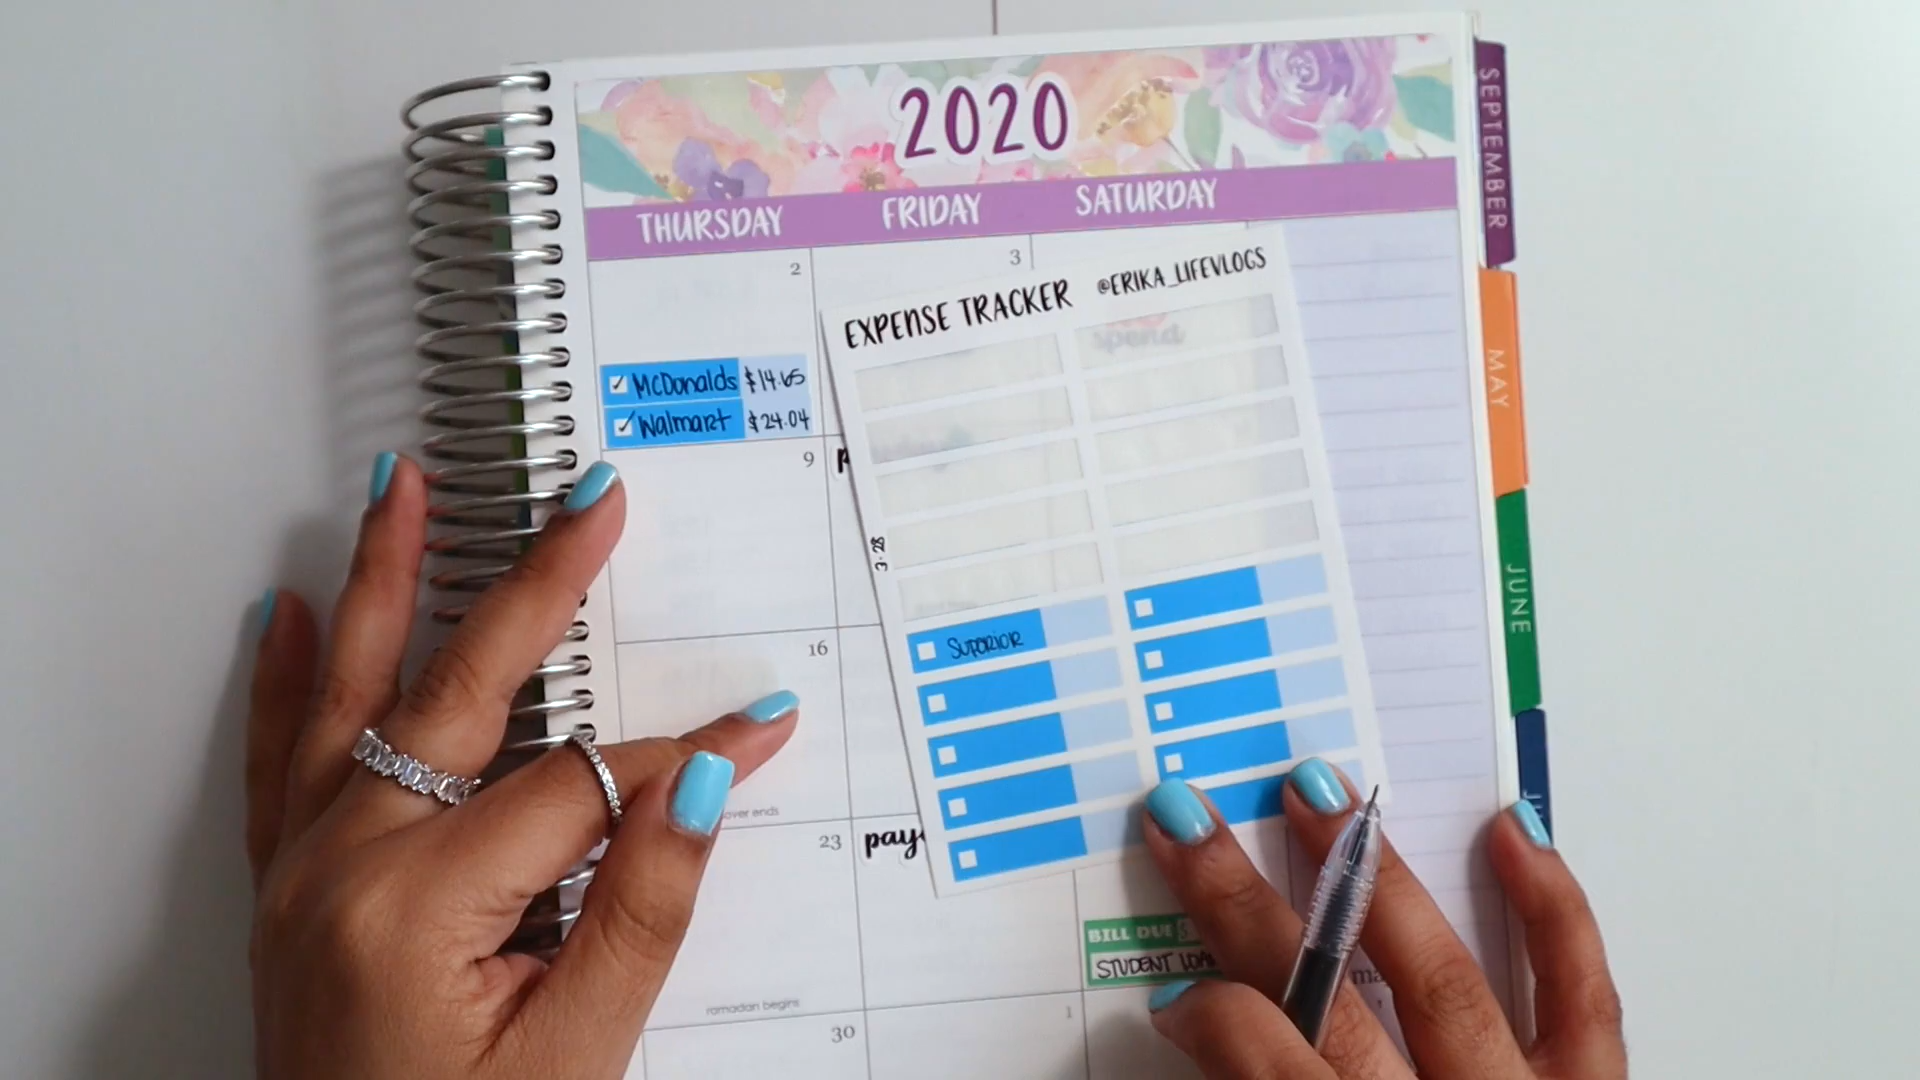 2020
THURSDAY FRIDAY SATURDAY
2 3
EXPENSE TRACKER @ERIKA_LIFEVLOGS
spend
McDonalds $14.65
Walmart $24.04
9
3.28
SUPERIOR
16
over ends
23 pay
BILL DUE
STUDENT LOAN
ramadan begins
30 1
SEPTEMBER
MAY
JUNE